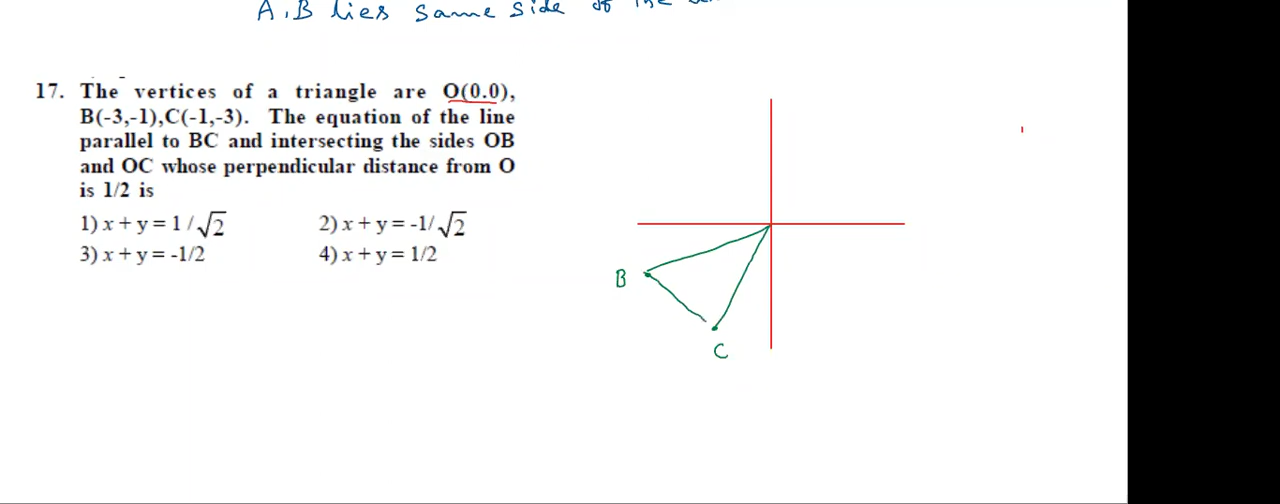 A,B lies same side of the
17. The vertices of a triangle are O(0.0),
B(-3,-1),C(-1,-3). The equation of the line
parallel to BC and intersecting the sides OB
and OC whose perpendicular distance from O
is 1/2 is
1) x + y = 1 / √2 2) x + y = -1/√2
3) x + y = -1/2 4) x + y = 1/2
B
C